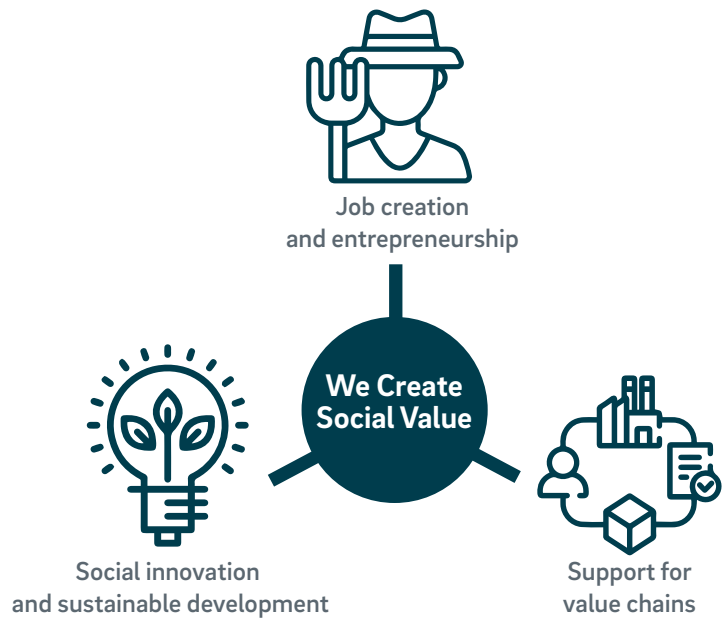 Job creation
and entrepreneurship
We Create
Social Value
Social innovation
and sustainable development
Support for
value chains